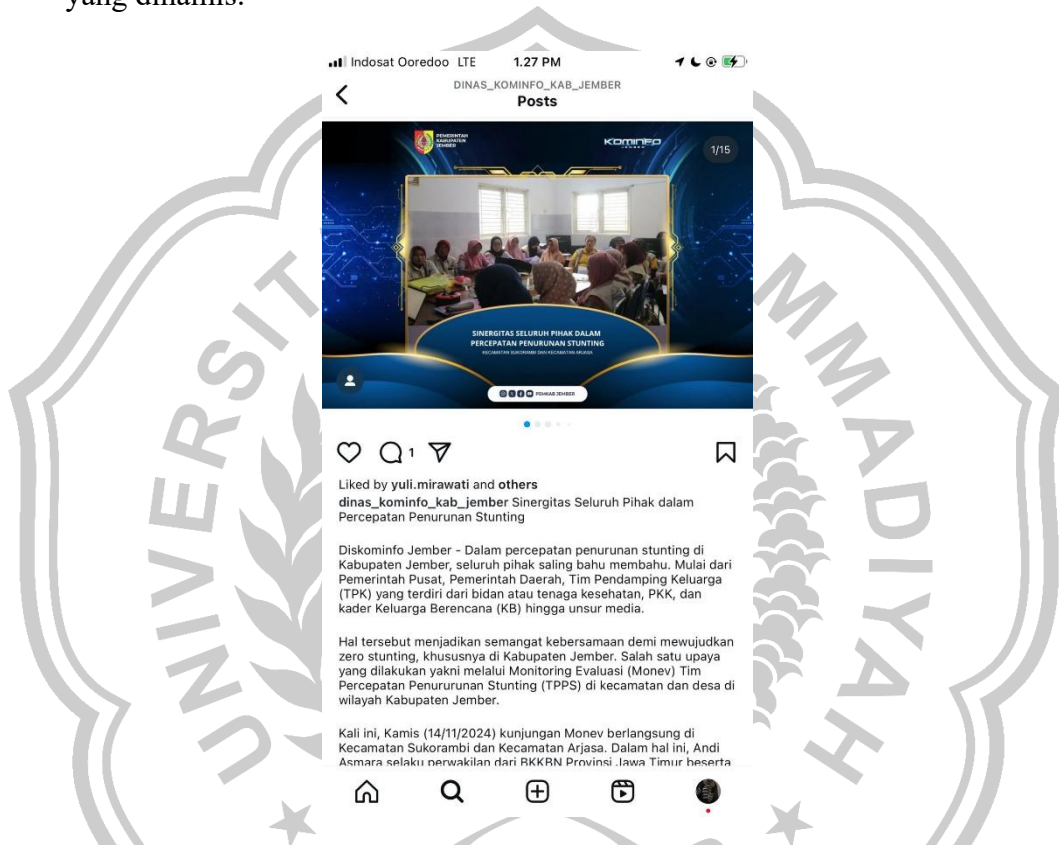 yang dinamis.
Indosat Ooredoo LTE 1.27 PM
DINAS_KOMINFO_KAB_JEMBER
Posts
PEMERINTAH
KABUPATEN
JEMBER
KOMINFO
JEMBER
1/15
SINERGITAS SELURUH PIHAK DALAM
PERCEPATAN PENURUNAN STUNTING
KECAMATAN SUKORAMBI DAN KECAMATAN ARJASA
PEMKAB JEMBER
1
Liked by yuli.mirawati and others
dinas_kominfo_kab_jember Sinergitas Seluruh Pihak dalam
Percepatan Penurunan Stunting
Diskominfo Jember - Dalam percepatan penurunan stunting di
Kabupaten Jember, seluruh pihak saling bahu membahu. Mulai dari
Pemerintah Pusat, Pemerintah Daerah, Tim Pendamping Keluarga
(TPK) yang terdiri dari bidan atau tenaga kesehatan, PKK, dan
kader Keluarga Berencana (KB) hingga unsur media.
Hal tersebut menjadikan semangat kebersamaan demi mewujudkan
zero stunting, khususnya di Kabupaten Jember. Salah satu upaya
yang dilakukan yakni melalui Monitoring Evaluasi (Monev) Tim
Percepatan Penururunan Stunting (TPPS) di kecamatan dan desa di
wilayah Kabupaten Jember.
Kali ini, Kamis (14/11/2024) kunjungan Monev berlangsung di
Kecamatan Sukorambi dan Kecamatan Arjasa. Dalam hal ini, Andi
Asmara selaku perwakilan dari BKKBN Provinsi Jawa Timur beserta
UNIVERSIT
MMADIYAH